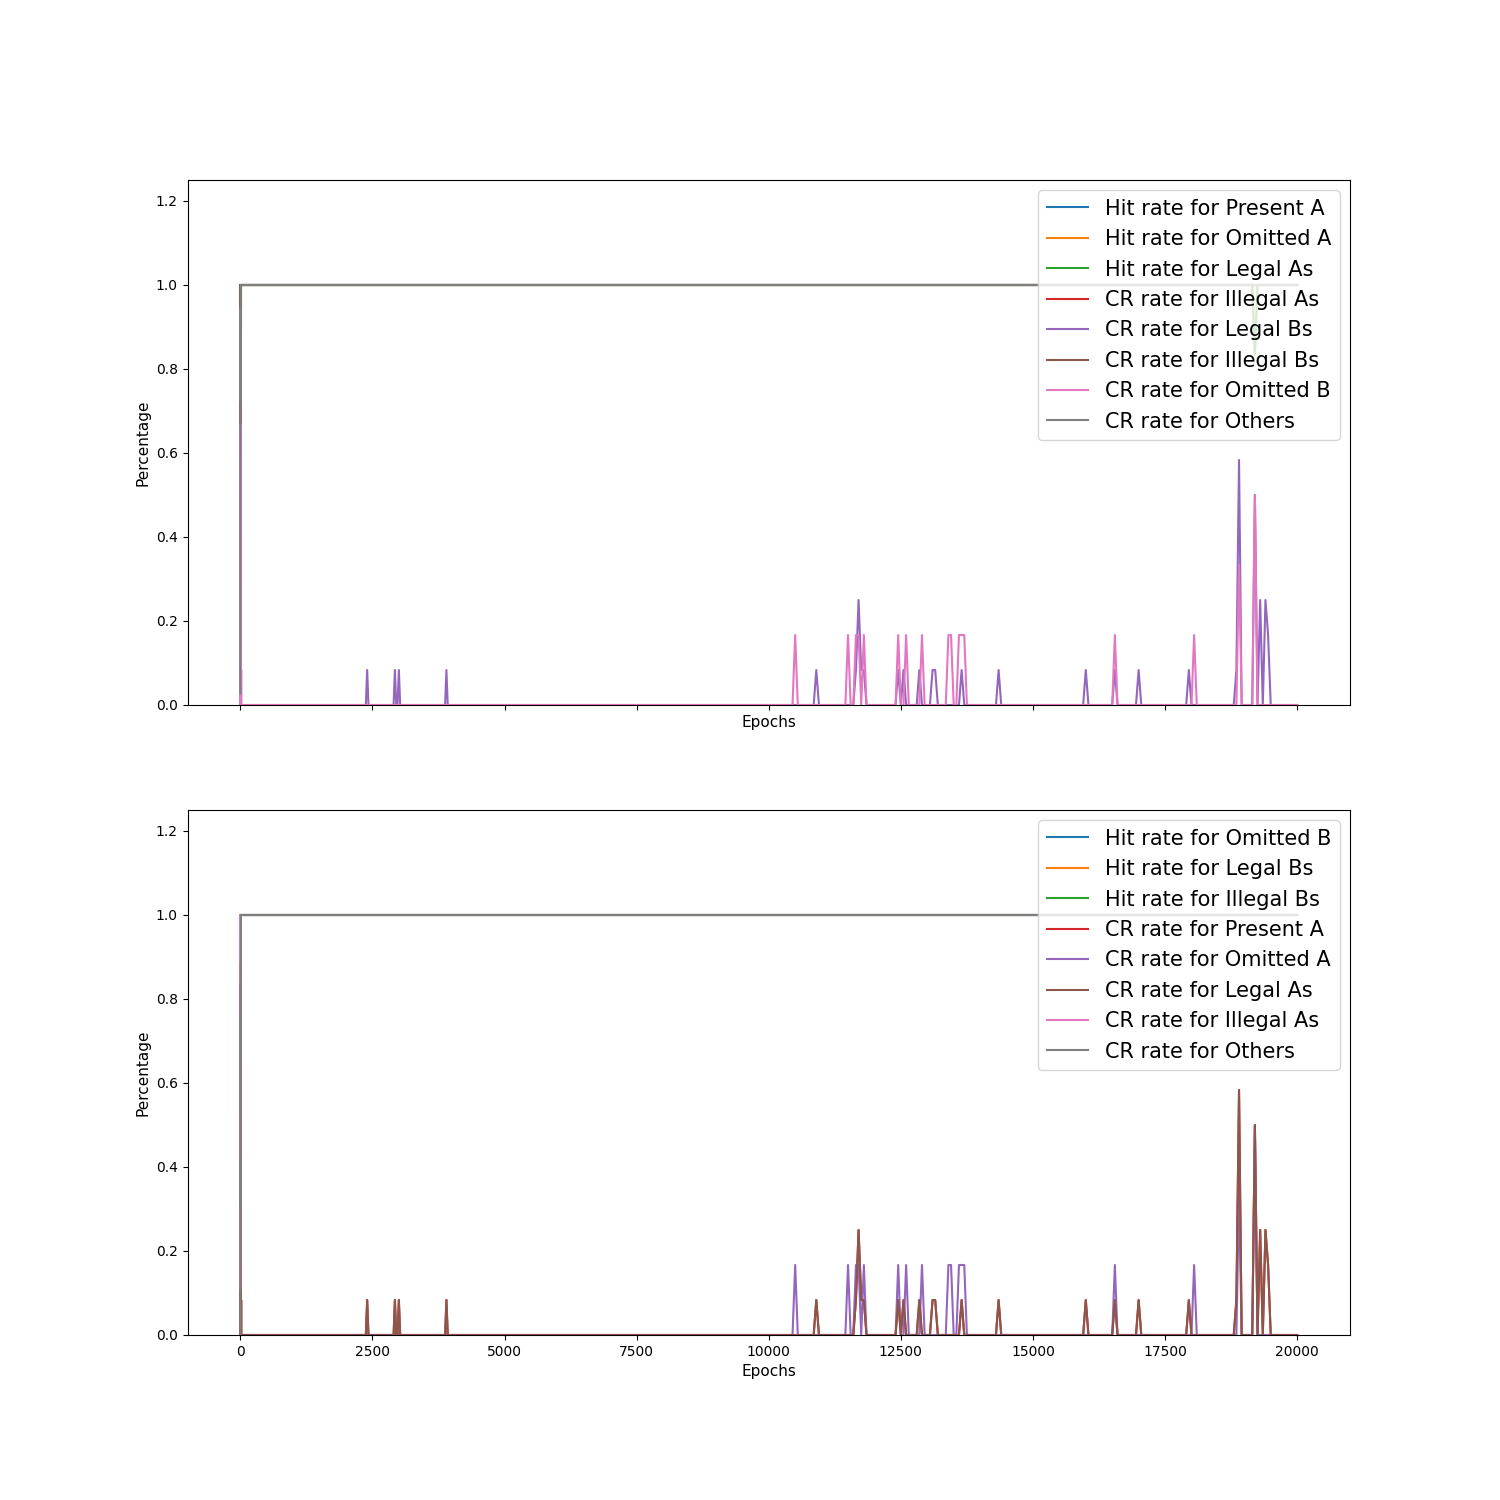 1.2
1.0
0.8
0.6
0.4
0.2
0.0
Percentage
Epochs
Hit rate for Present A
Hit rate for Omitted A
Hit rate for Legal As
CR rate for Illegal As
CR rate for Legal Bs
CR rate for Illegal Bs
CR rate for Omitted B
CR rate for Others
1.2
1.0
0.8
0.6
0.4
0.2
0.0
Percentage
0 2500 5000 7500 10000 12500 15000 17500 20000
Epochs
Hit rate for Omitted B
Hit rate for Legal Bs
Hit rate for Illegal Bs
CR rate for Present A
CR rate for Omitted A
CR rate for Legal As
CR rate for Illegal As
CR rate for Others